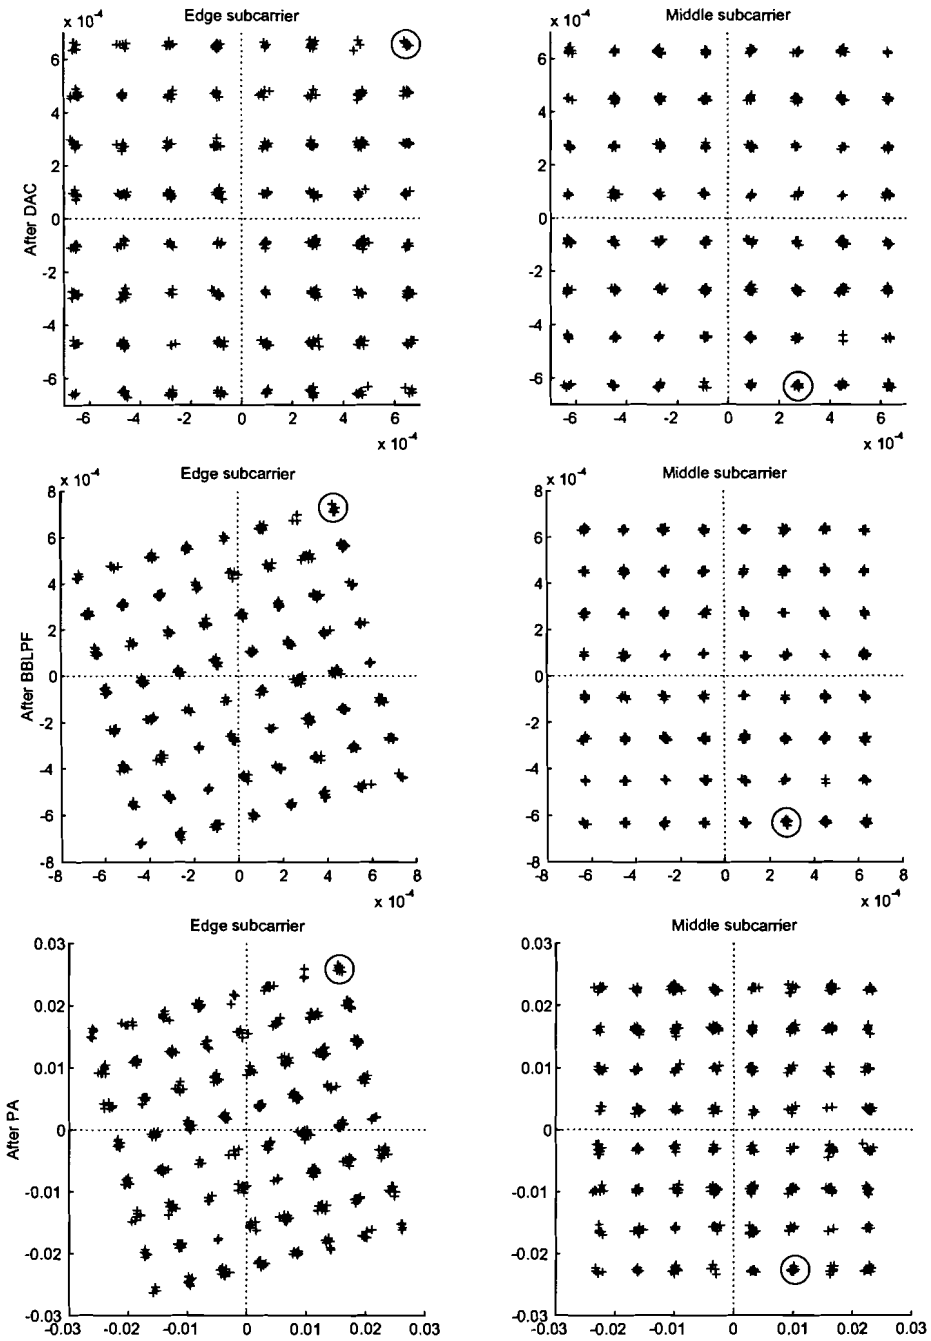 x 10⁻⁴ Edge subcarrier
6
4
2
0
-2
-4
-6
After DAC
-6 -4 -2 0 2 4 6
x 10⁻⁴
x 10⁻⁴ Middle subcarrier
6
4
2
0
-2
-4
-6
-6 -4 -2 0 2 4 6
x 10⁻⁴
x 10⁻⁴ Edge subcarrier
8
6
4
2
0
-2
-4
-6
-8
After BBLPF
-8 -6 -4 -2 0 2 4 6 8
x 10⁻⁴
x 10⁻⁴ Middle subcarrier
8
6
4
2
0
-2
-4
-6
-8
-8 -6 -4 -2 0 2 4 6 8
x 10⁻⁴
Edge subcarrier
0.03
0.02
0.01
0
-0.01
-0.02
-0.03
After PA
-0.03 -0.02 -0.01 0 0.01 0.02 0.03
Middle subcarrier
0.03
0.02
0.01
0
-0.01
-0.02
-0.03
-0.03 -0.02 -0.01 0 0.01 0.02 0.03